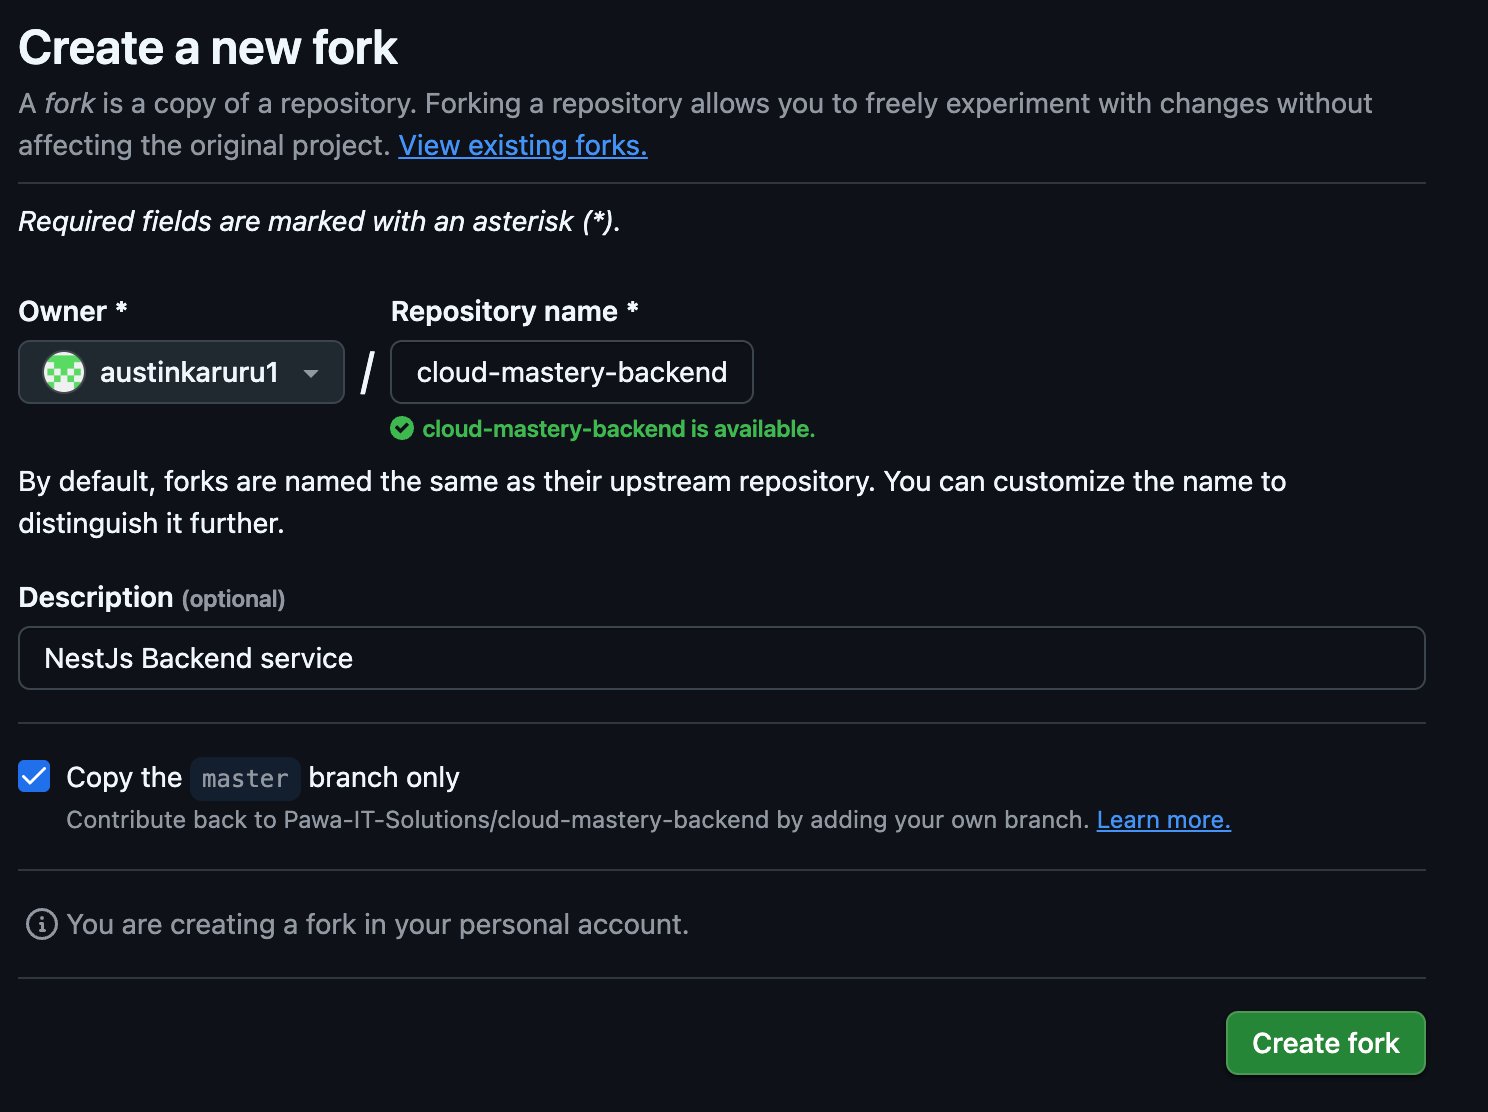 Create a new fork
A fork is a copy of a repository. Forking a repository allows you to freely experiment with changes without
affecting the original project. View existing forks.
Required fields are marked with an asterisk (*).
Owner *
Repository name *
austinkaruru1
/
cloud-mastery-backend
cloud-mastery-backend is available.
By default, forks are named the same as their upstream repository. You can customize the name to
distinguish it further.
Description (optional)
NestJs Backend service
Copy the master branch only
Contribute back to Pawa-IT-Solutions/cloud-mastery-backend by adding your own branch. Learn more.
You are creating a fork in your personal account.
Create fork